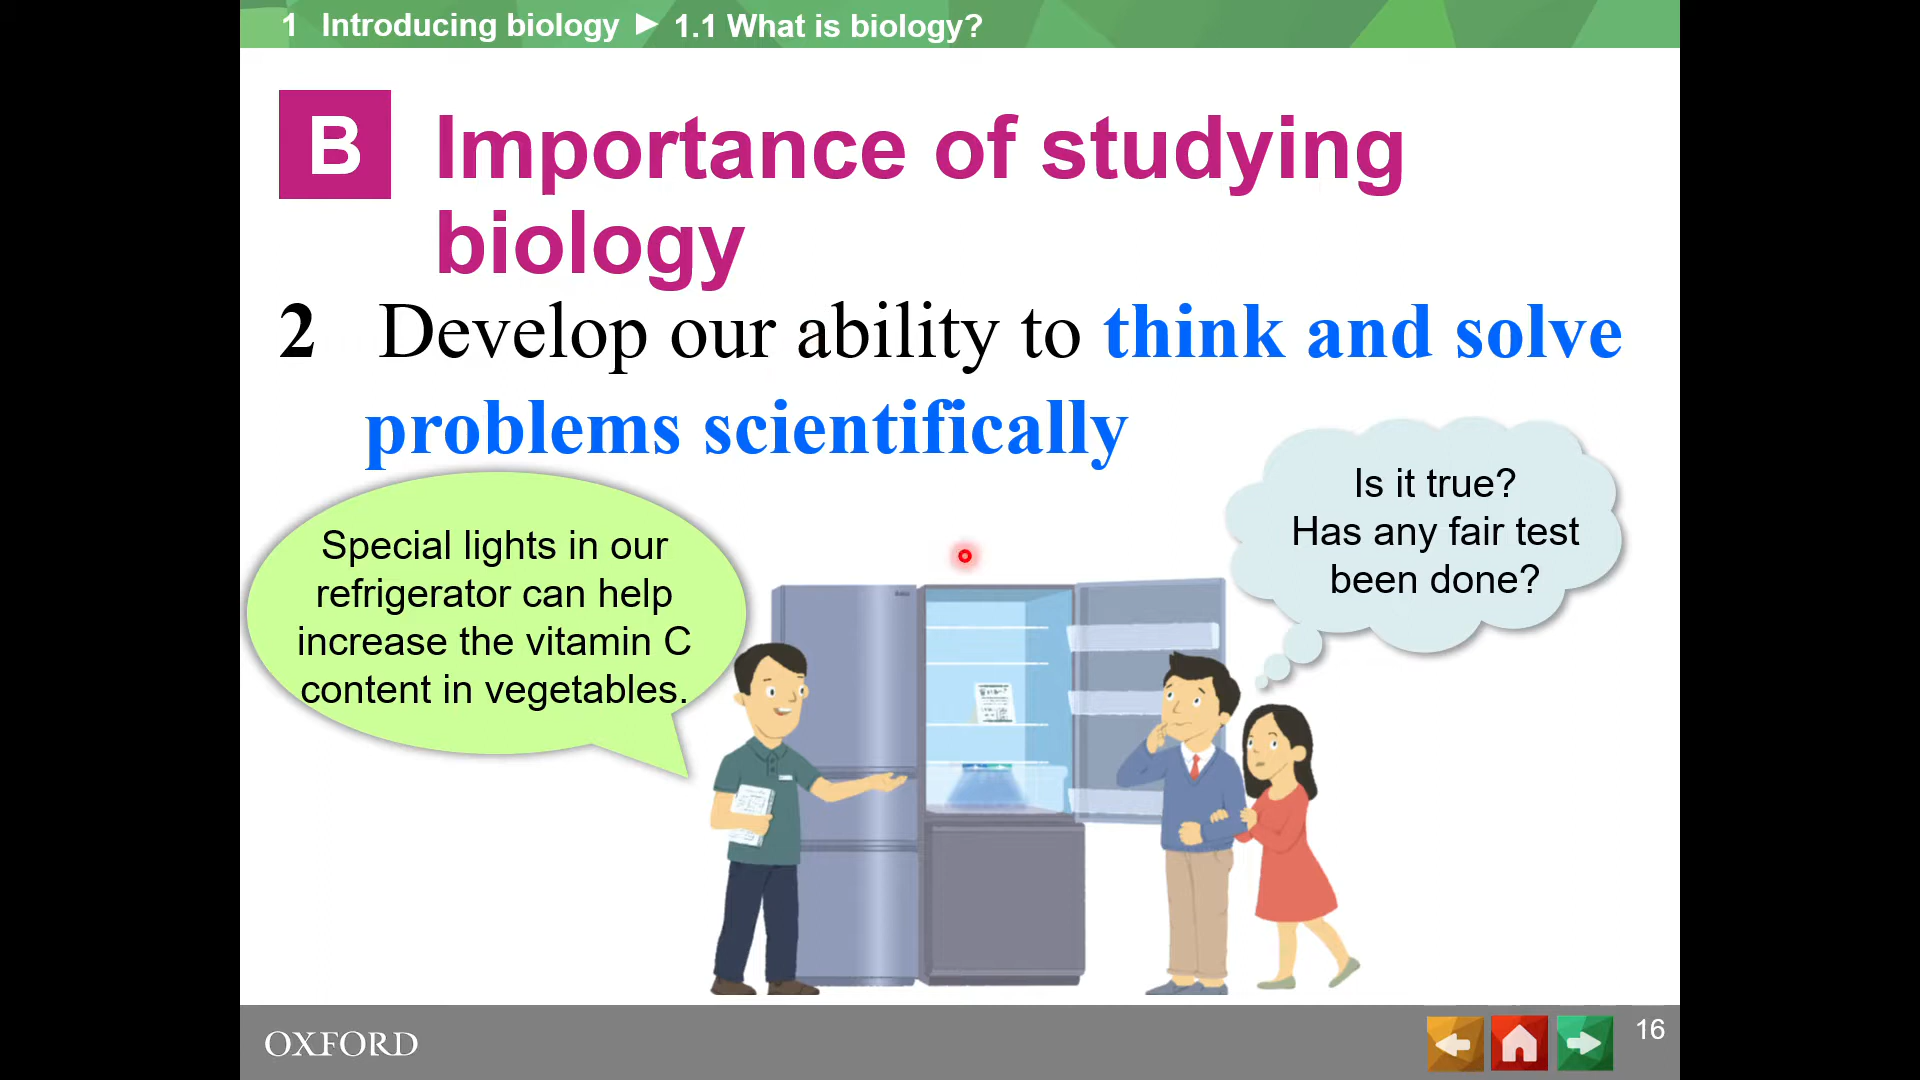 1 Introducing biology ► 1.1 What is biology?
B Importance of studying
biology
2 Develop our ability to think and solve
problems scientifically
Special lights in our
refrigerator can help
increase the vitamin C
content in vegetables.
Is it true?
Has any fair test
been done?
OXFORD
16